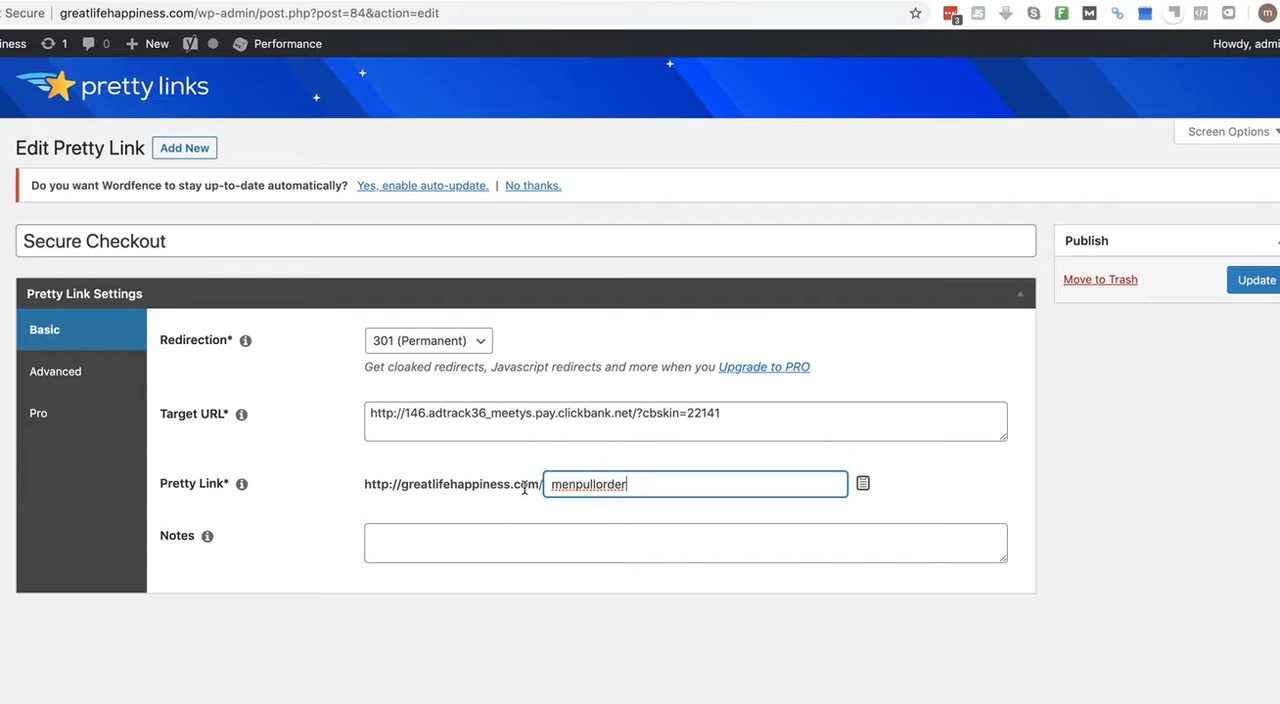 Secure greatlifehappiness.com/wp-admin/post.php?post=84&action=edit
3 JS S F M m
iness 1 0 + New Performance Howdy, admi
pretty links
Screen Options
Edit Pretty Link Add New
Do you want Wordfence to stay up-to-date automatically? Yes, enable auto-update. | No thanks.
Secure Checkout
Publish
Move to Trash Update
Pretty Link Settings
Basic
Advanced
Pro
Redirection* 301 (Permanent)
Get cloaked redirects, Javascript redirects and more when you Upgrade to PRO
Target URL* http://146.adtrack36_meetys.pay.clickbank.net/?cbskin=22141
Pretty Link* http://greatlifehappiness.com/ menpullorder
Notes